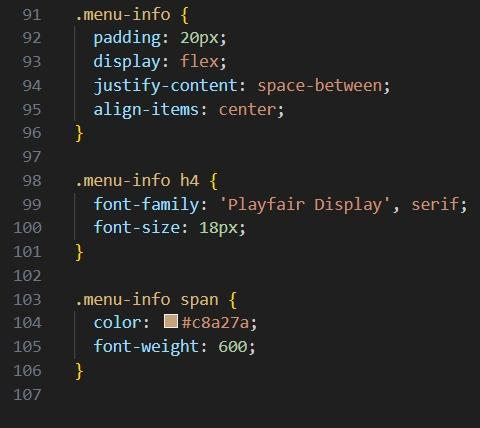 91 .menu-info {
92 padding: 20px;
93 display: flex;
94 justify-content: space-between;
95 align-items: center;
96 }
97
98 .menu-info h4 {
99 font-family: 'Playfair Display', serif;
100 font-size: 18px;
101 }
102
103 .menu-info span {
104 color: #c8a27a;
105 font-weight: 600;
106 }
107